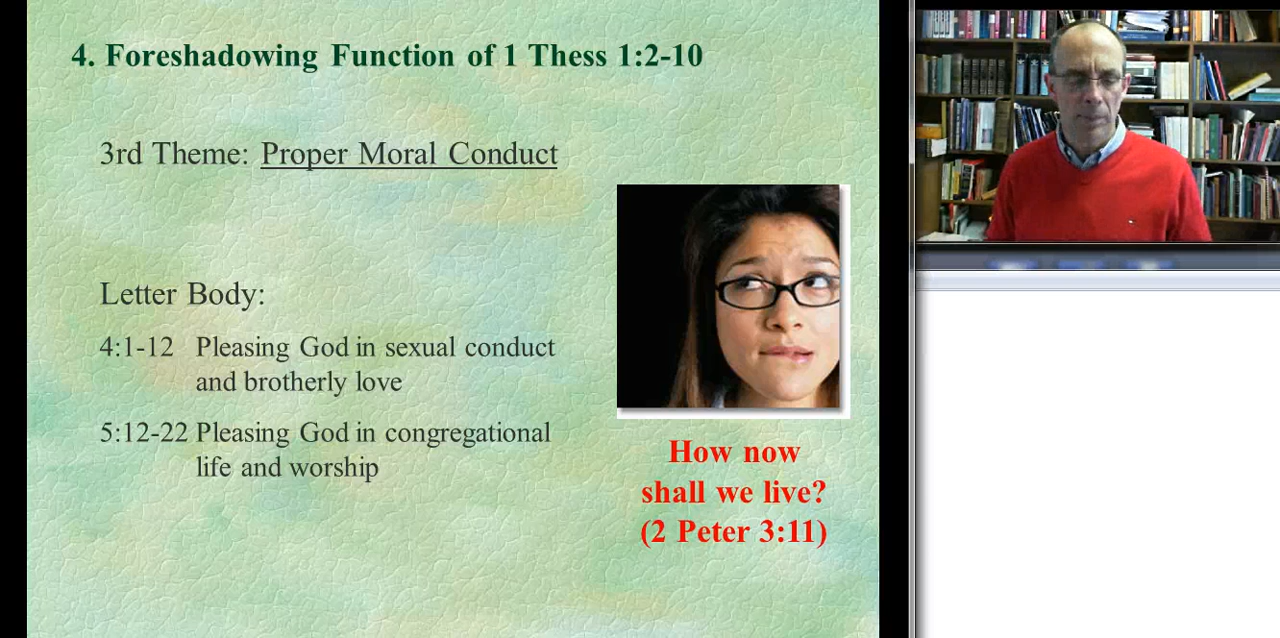 4. Foreshadowing Function of 1 Thess 1:2-10
3rd Theme: Proper Moral Conduct
Letter Body:
4:1-12 Pleasing God in sexual conduct
and brotherly love
5:12-22 Pleasing God in congregational
life and worship
How now
shall we live?
(2 Peter 3:11)